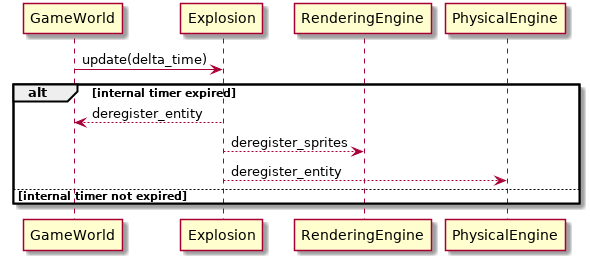 GameWorld Explosion RenderingEngine PhysicalEngine
update(delta_time)
alt [internal timer expired]
deregister_entity
deregister_sprites
deregister_entity
[internal timer not expired]
GameWorld Explosion RenderingEngine PhysicalEngine